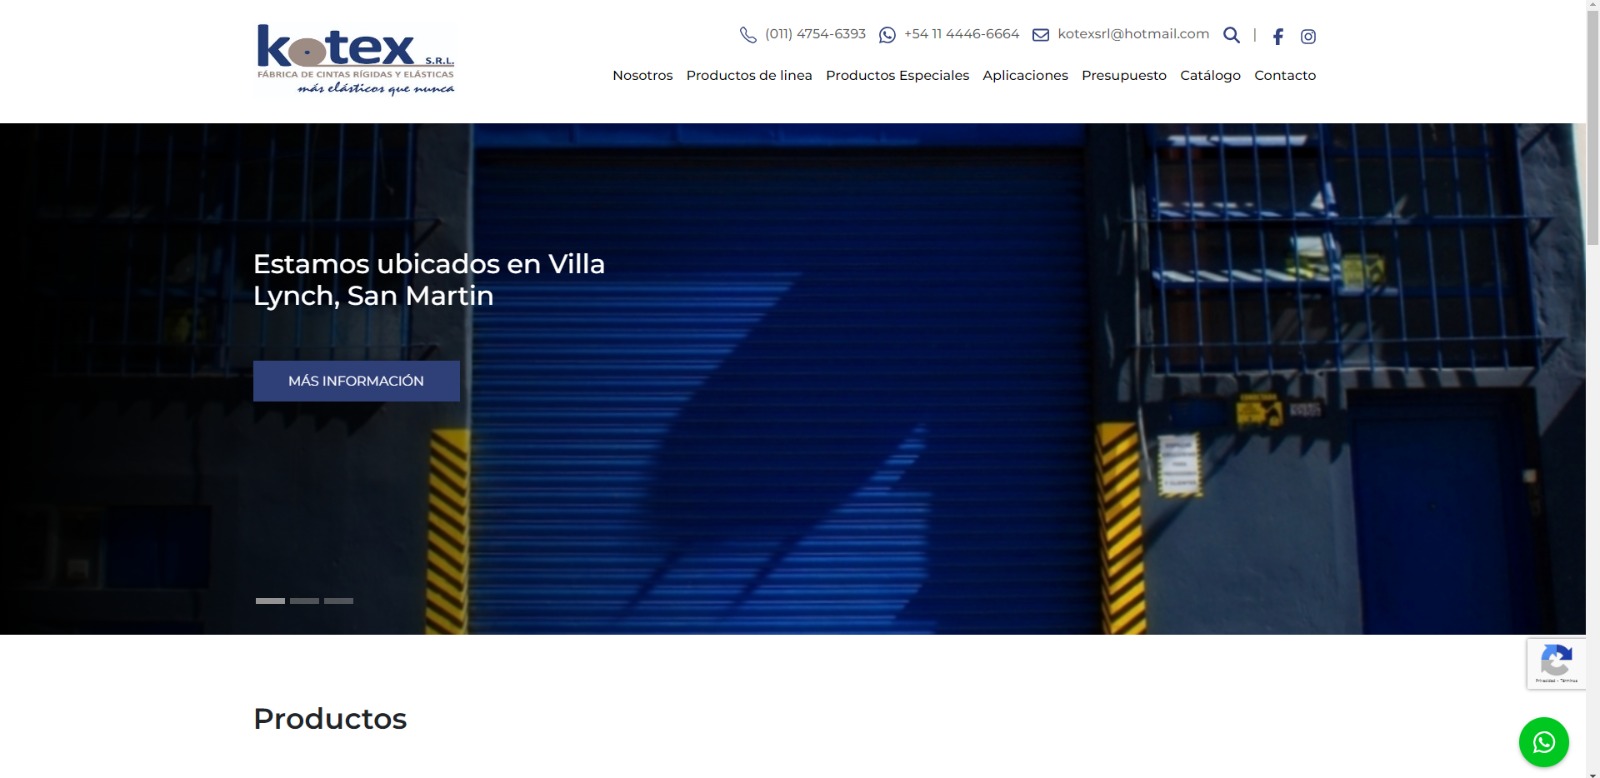 kotex S.R.L.
FÁBRICA DE CINTAS RÍGIDAS Y ELÁSTICAS
más elásticos que nunca
(011) 4754-6393 +54 11 4446-6664 kotexsrl@hotmail.com |
Nosotros Productos de linea Productos Especiales Aplicaciones Presupuesto Catálogo Contacto
Estamos ubicados en Villa
Lynch, San Martin
MÁS INFORMACIÓN
Privacidad - Términos
Productos